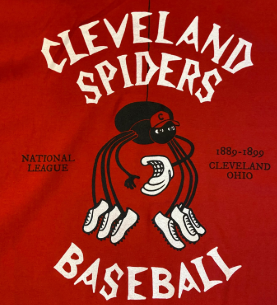 CLEVELAND
SPIDERS
C
NATIONAL
LEAGUE
1889-1899
CLEVELAND
OHIO
BASEBALL